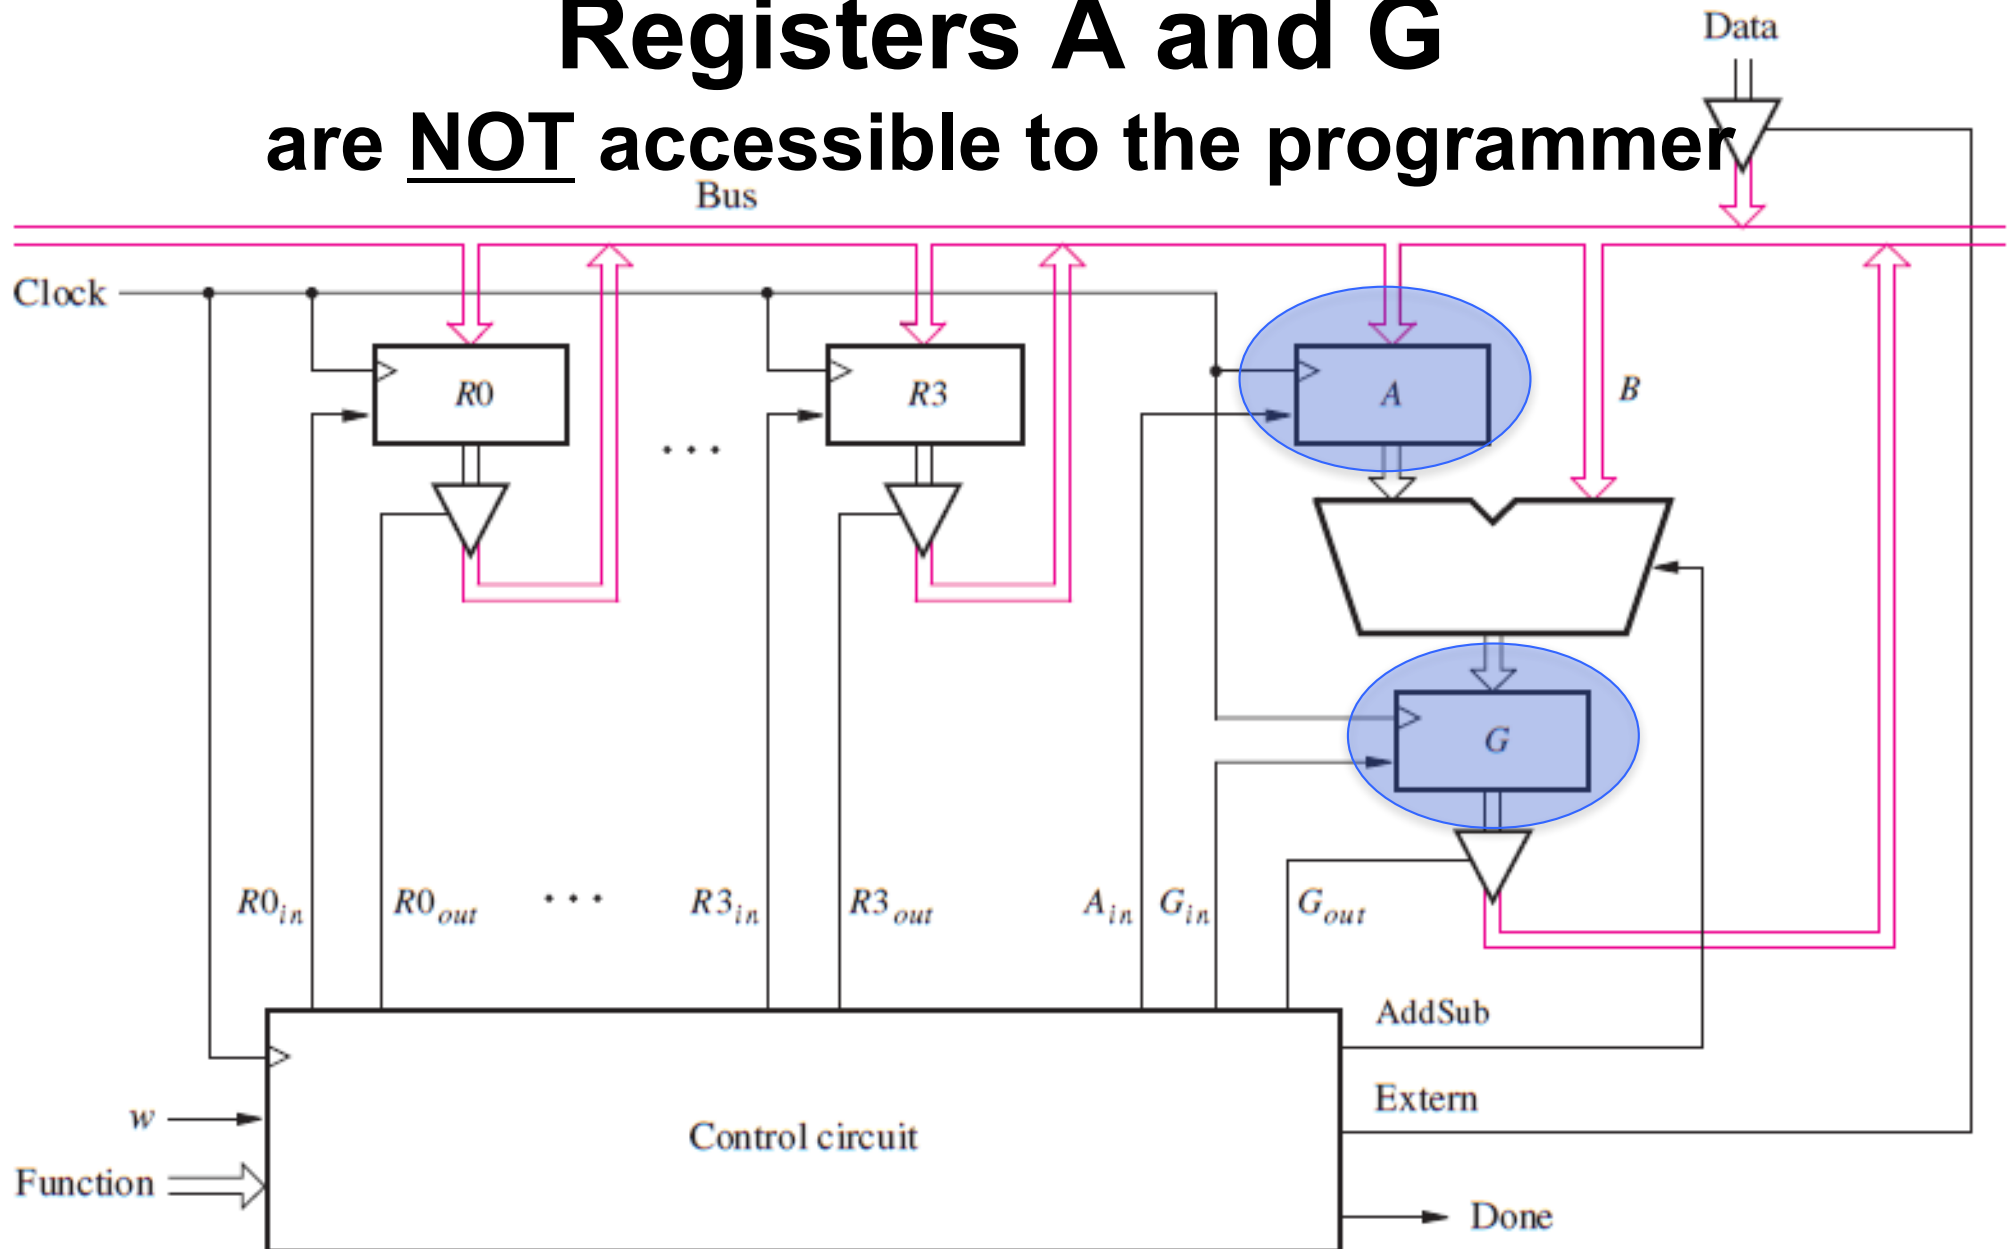 Registers A and G
Data
are NOT accessible to the programmer
Bus
Clock
R0
R3
A
B
...
G
R0in
R0out
...
R3in
R3out
Ain
Gin
Gout
AddSub
Extern
w
Control circuit
Function
Done